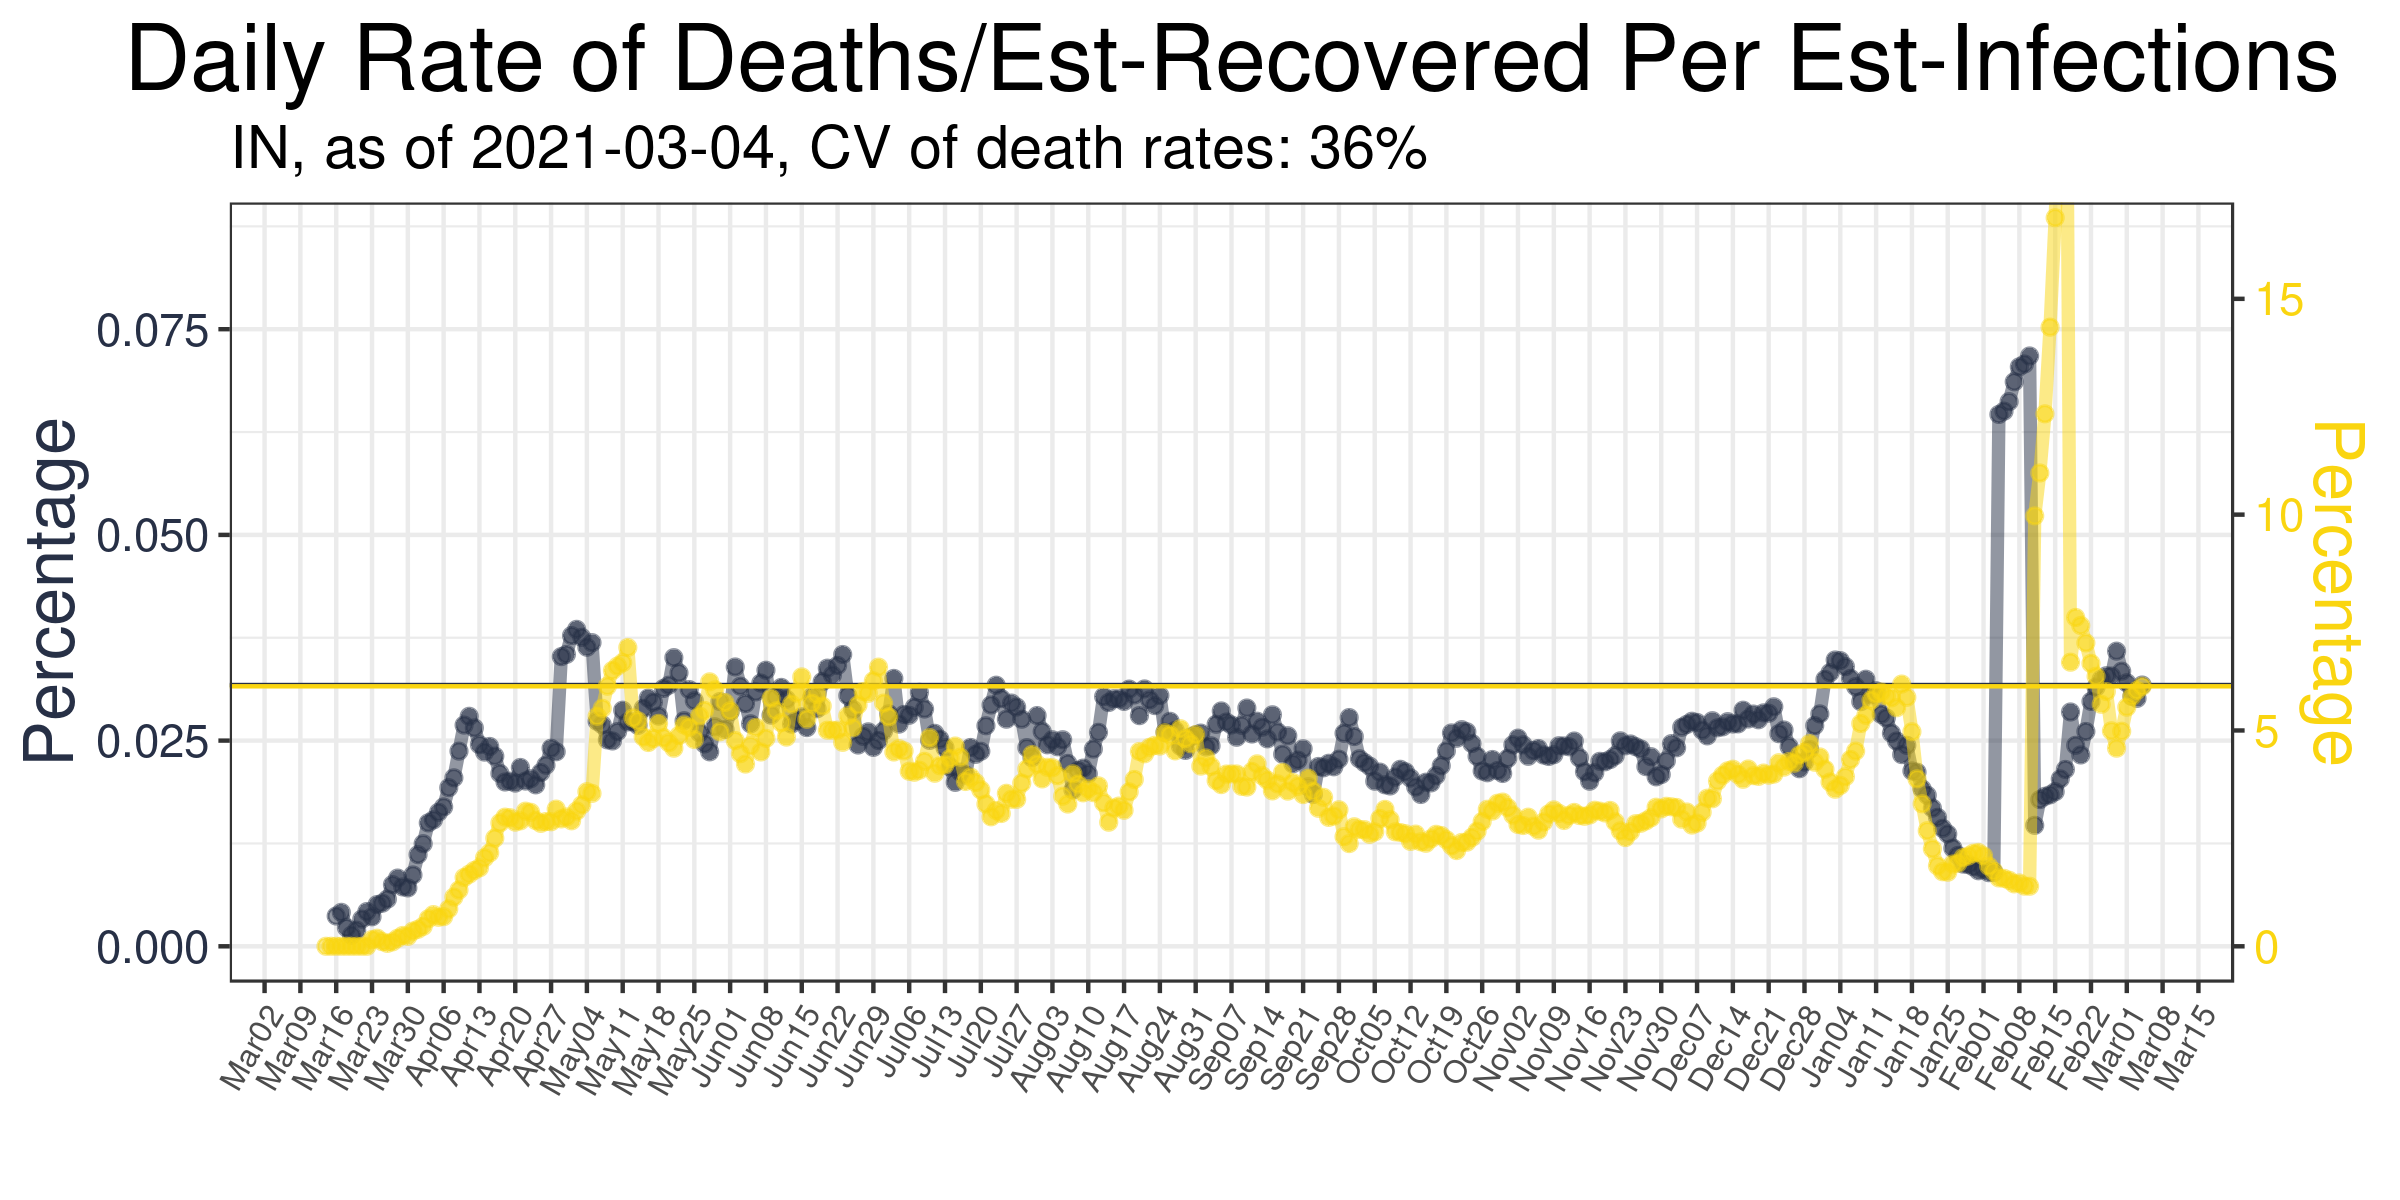 Daily Rate of Deaths/Est-Recovered Per Est-Infections
IN, as of 2021-03-04, CV of death rates: 36%
Percentage
0.075
0.050
0.025
0.000
15
10
5
0
Percentage
Mar02
Mar09
Mar16
Mar23
Mar30
Apr06
Apr13
Apr20
Apr27
May04
May11
May18
May25
Jun01
Jun08
Jun15
Jun22
Jun29
Jul06
Jul13
Jul20
Jul27
Aug03
Aug10
Aug17
Aug24
Aug31
Sep07
Sep14
Sep21
Sep28
Oct05
Oct12
Oct19
Oct26
Nov02
Nov09
Nov16
Nov23
Nov30
Dec07
Dec14
Dec21
Dec28
Jan04
Jan11
Jan18
Jan25
Feb01
Feb08
Feb15
Feb22
Mar01
Mar08
Mar15